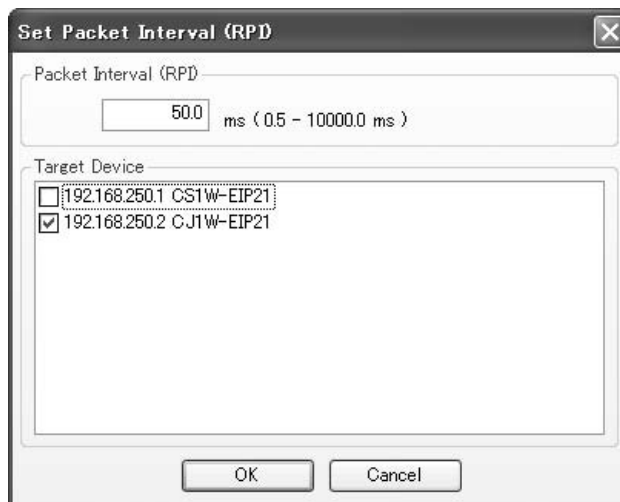 Set Packet Interval (RPI)
Packet Interval (RPI)
50.0 ms ( 0.5 - 10000.0 ms )
Target Device
192.168.250.1 CS1W-EIP21
192.168.250.2 CJ1W-EIP21
OK Cancel